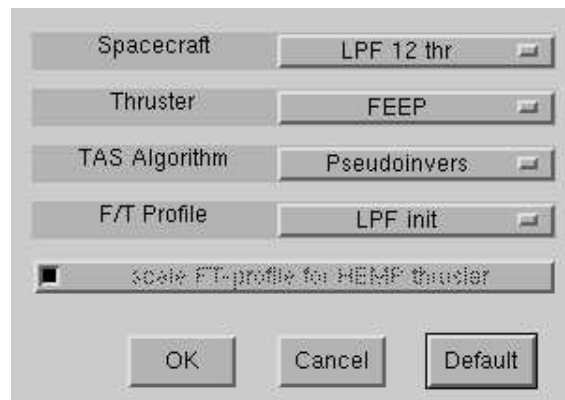 Spacecraft LPF 12 thr
Thruster FEEP
TAS Algorithm Pseudoinvers
F/T Profile LPF init
scale FT-profile for HEMP thruster
OK Cancel Default